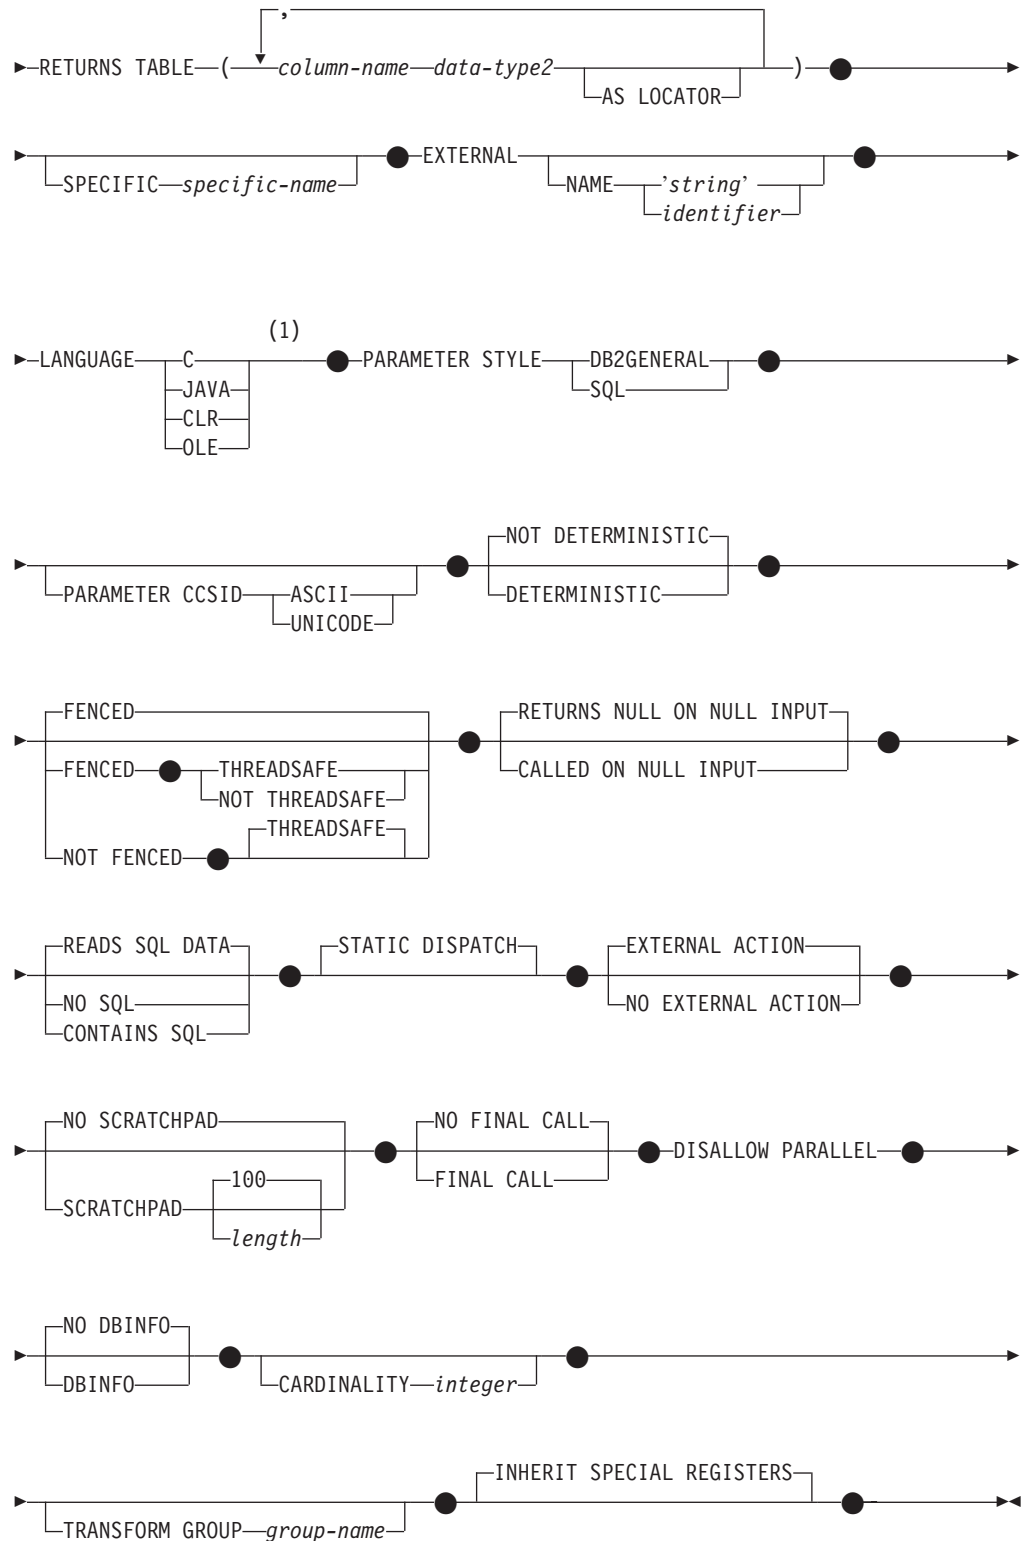 ,
RETURNS TABLE ( column-name data-type2 )
AS LOCATOR
SPECIFIC specific-name EXTERNAL
NAME 'string'
identifier
(1)
LANGUAGE C PARAMETER STYLE DB2GENERAL
JAVA SQL
CLR
OLE
NOT DETERMINISTIC
PARAMETER CCSID ASCII DETERMINISTIC
UNICODE
FENCED RETURNS NULL ON NULL INPUT
FENCED THREADSAFE CALLED ON NULL INPUT
NOT THREADSAFE
THREADSAFE
NOT FENCED
READS SQL DATA STATIC DISPATCH EXTERNAL ACTION
NO SQL NO EXTERNAL ACTION
CONTAINS SQL
NO SCRATCHPAD NO FINAL CALL
DISALLOW PARALLEL
100 FINAL CALL
SCRATCHPAD
length
NO DBINFO
DBINFO CARDINALITY integer
INHERIT SPECIAL REGISTERS
TRANSFORM GROUP group-name